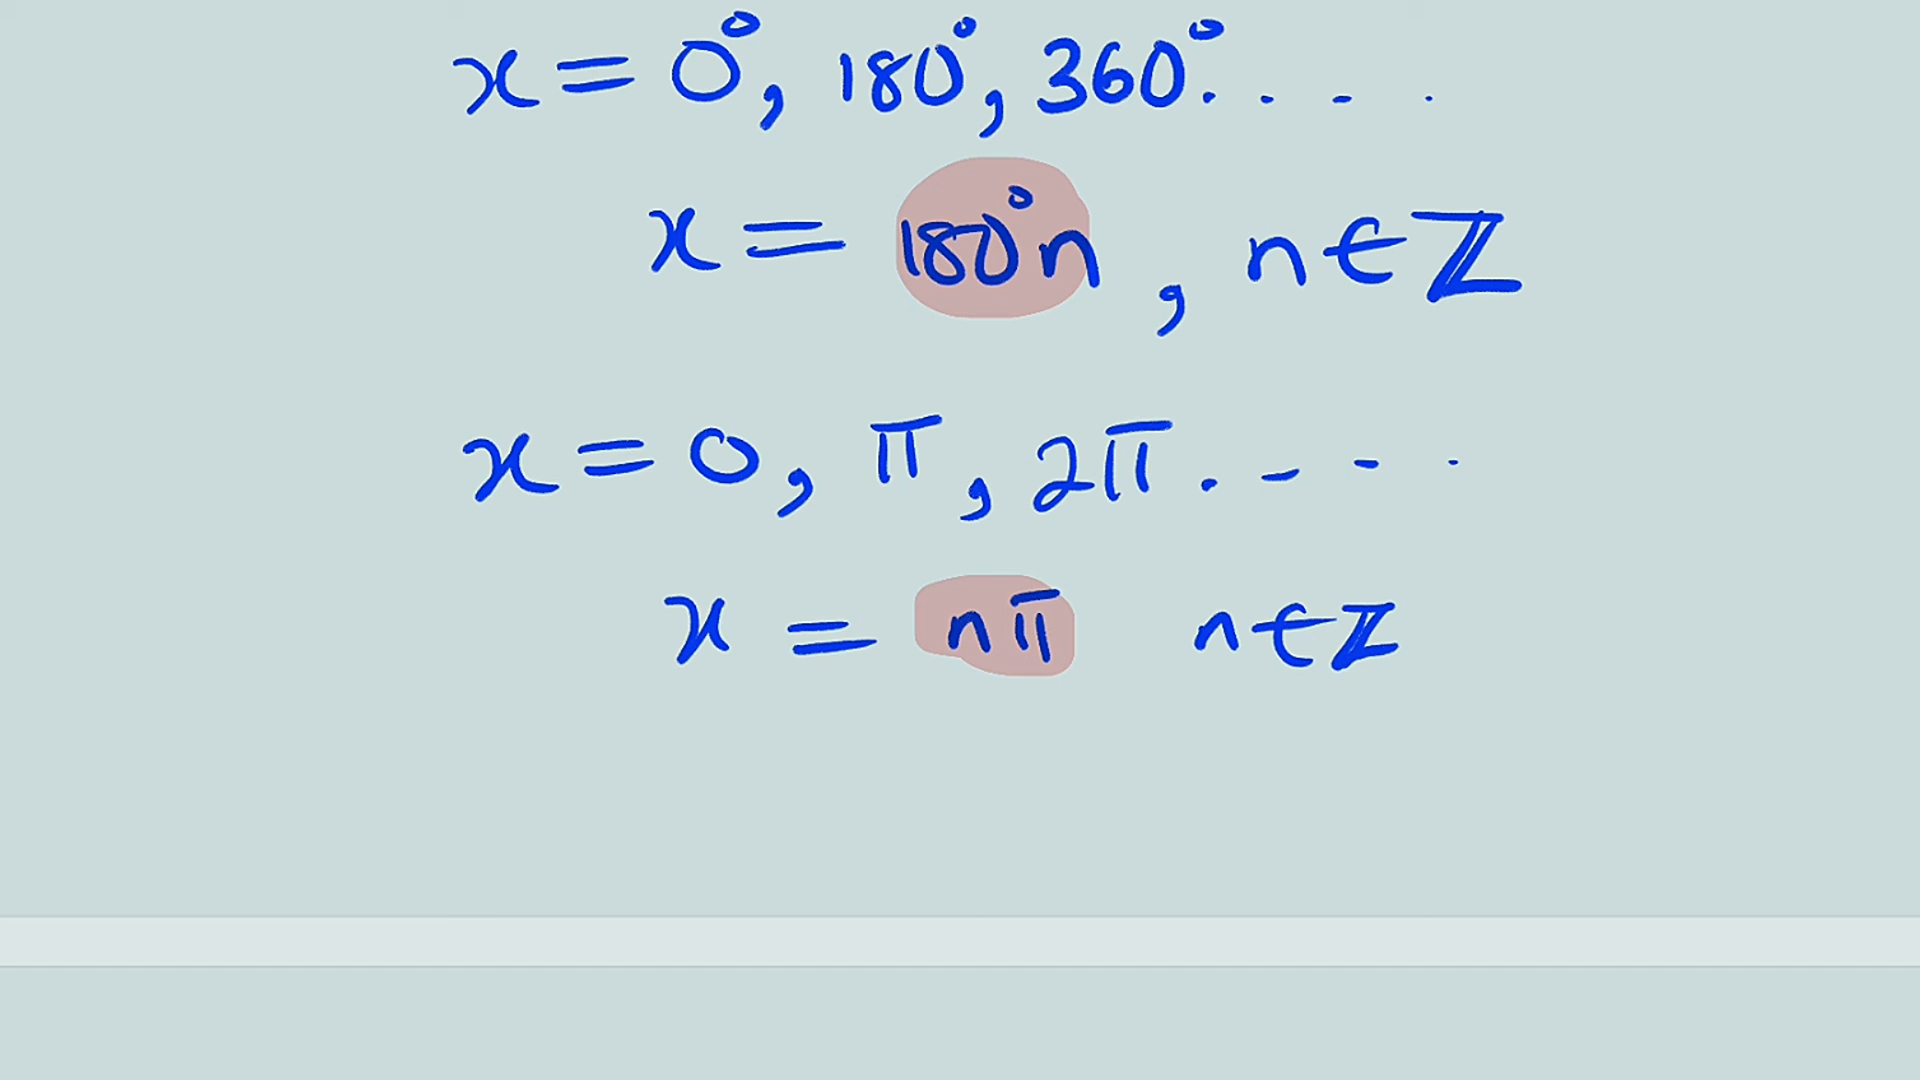 x = 0°, 180°, 360° . . . .
x = 180°n , n ∈ ℤ
x = 0, π, 2π . . . .
x = nπ n ∈ ℤ